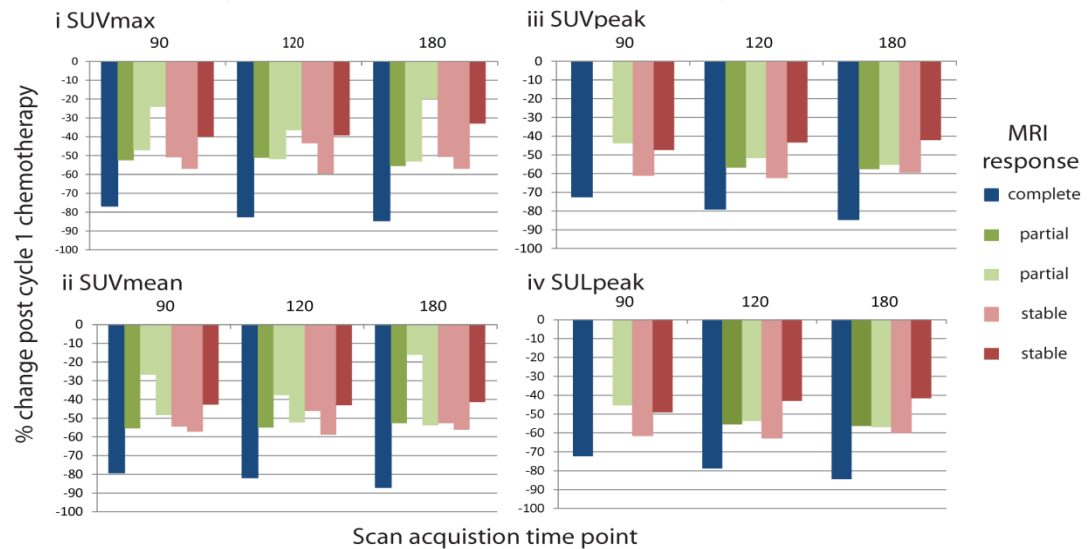 i SUVmax
90 120 180
0
-10
-20
-30
-40
-50
-60
-70
-80
-90
-100
iii SUVpeak
90 120 180
0
-10
-20
-30
-40
-50
-60
-70
-80
-90
-100
ii SUVmean
90 120 180
0
-10
-20
-30
-40
-50
-60
-70
-80
-90
-100
iv SULpeak
90 120 180
0
-10
-20
-30
-40
-50
-60
-70
-80
-90
-100
% change post cycle 1 chemotherapy
Scan acquistion time point
MRI
response
complete
partial
partial
stable
stable